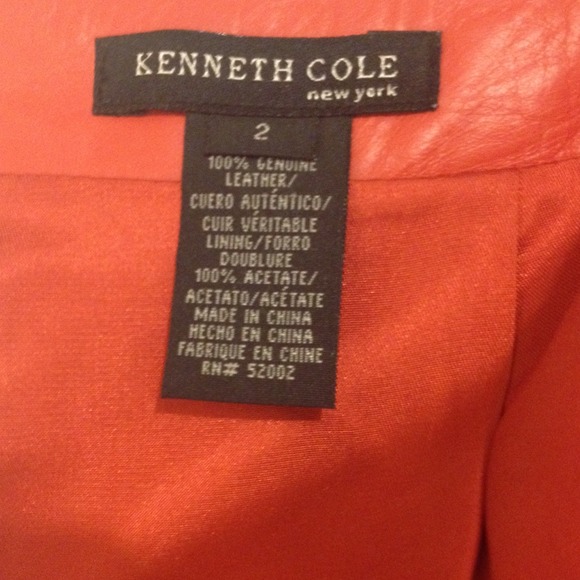 KENNETH COLE
new york
2
100% GENUINE
LEATHER/
CUERO AUTÉNTICO/
CUIR VÉRITABLE
LINING/FORRO
DOUBLURE
100% ACETATE/
ACETATO/ACÉTATE
MADE IN CHINA
HECHO EN CHINA
FABRIQUE EN CHINE
RN# 52002